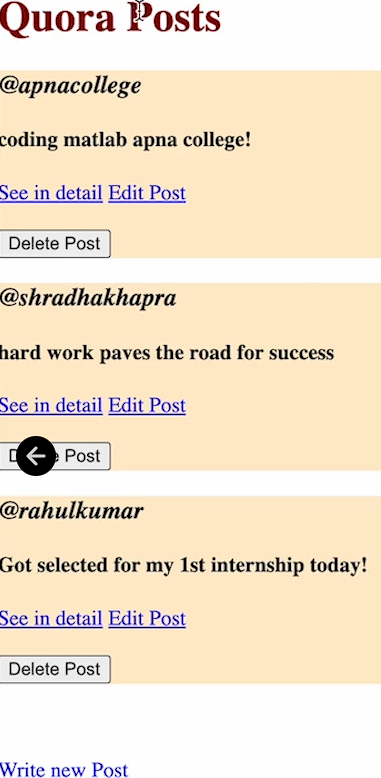 Quora Posts
@apnacollege
coding matlab apna college!
See in detail Edit Post
Delete Post
@shradhakhapra
hard work paves the road for success
See in detail Edit Post
Post
@rahulkumar
Got selected for my 1st internship today!
See in detail Edit Post
Delete Post
Write new Post